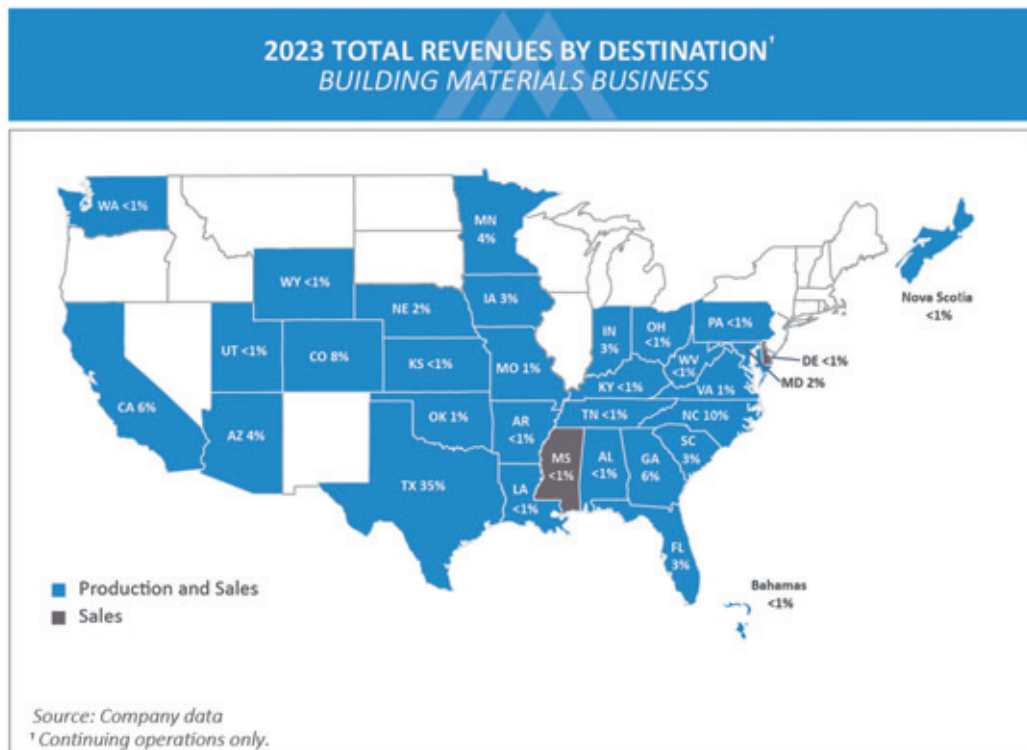 2023 TOTAL REVENUES BY DESTINATION†
BUILDING MATERIALS BUSINESS
WA <1%
MN
4%
Nova Scotia
<1%
WY <1%
IA 3%
NE 2%
PA <1%
OH
<1%
IN
3%
UT <1%
CO 8%
KS <1%
MO 1%
WV
<1%
DE <1%
MD 2%
KY <1%
VA 1%
CA 6%
AZ 4%
OK 1%
AR
<1%
TN <1%
NC 10%
SC
3%
MS
<1%
AL
<1%
GA
6%
TX 35%
LA
<1%
FL
3%
Bahamas
<1%
Production and Sales
Sales
Source: Company data
† Continuing operations only.